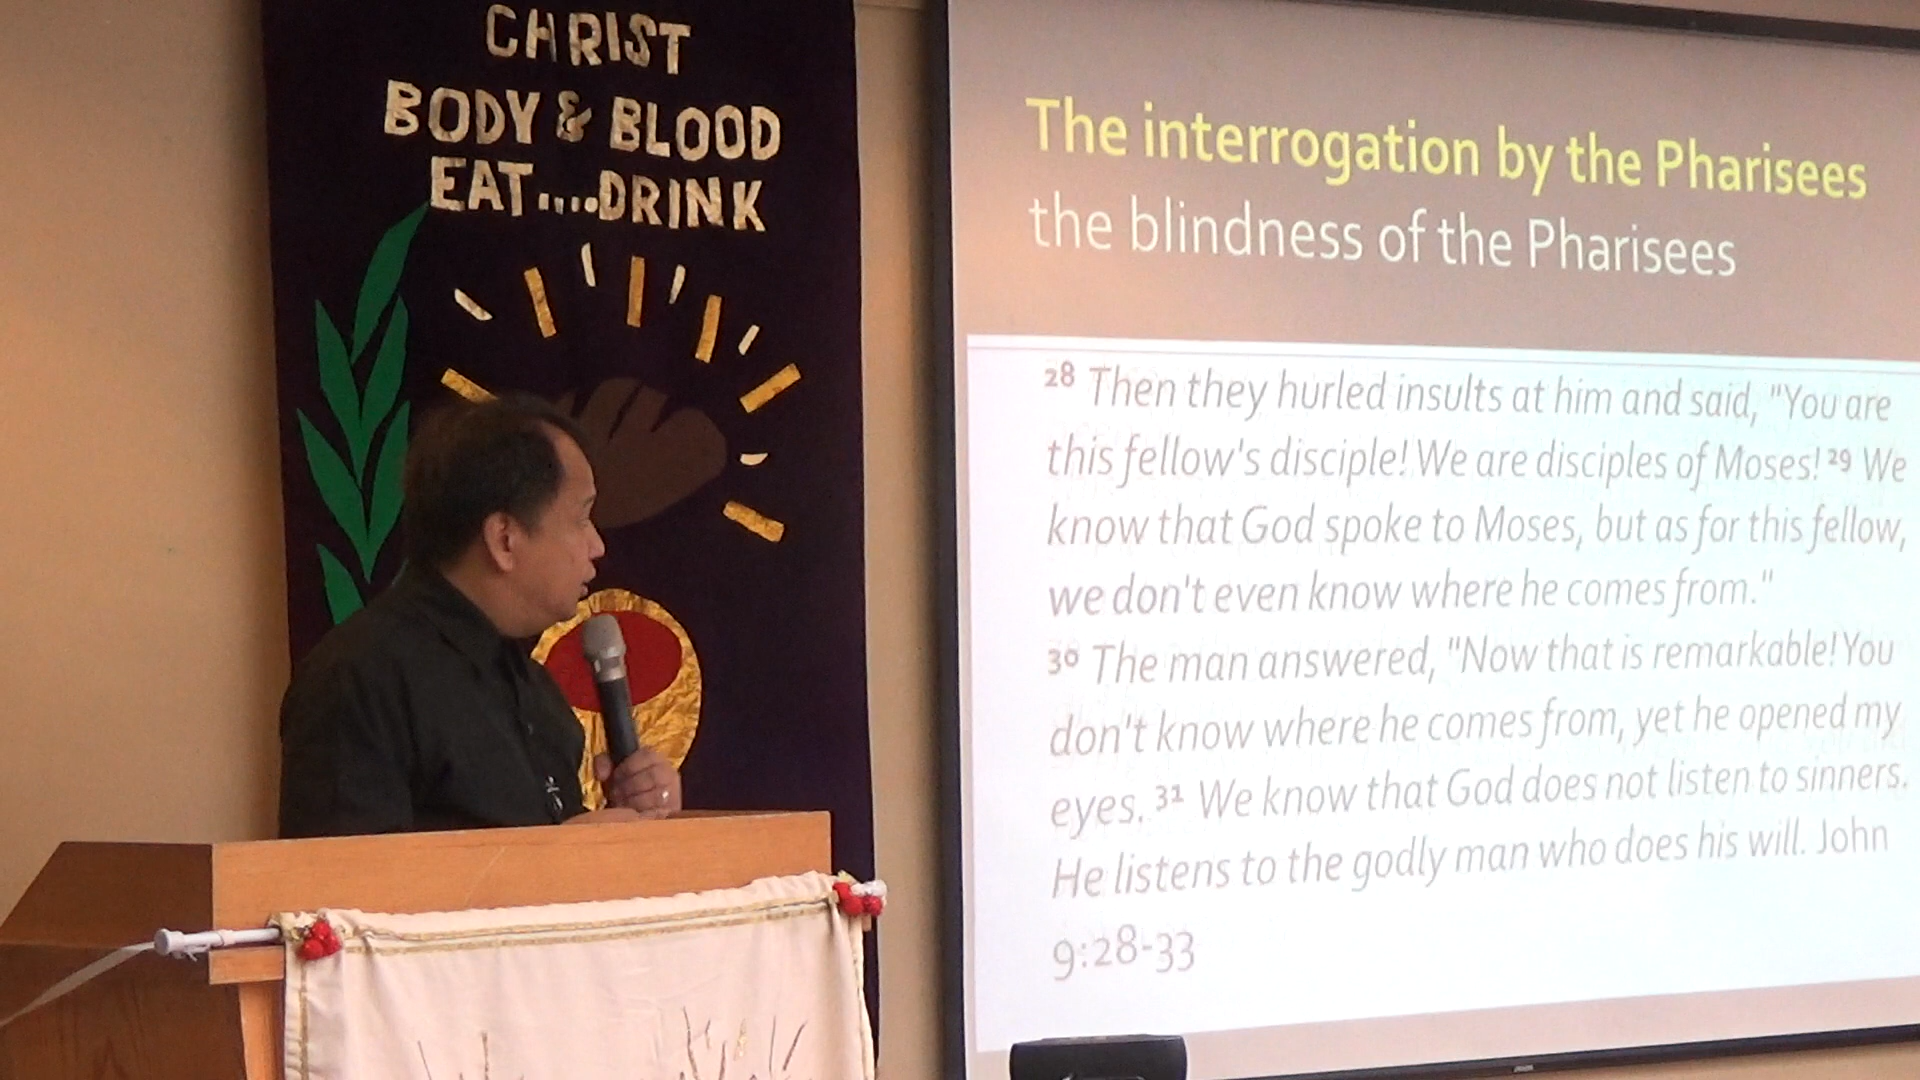 CHRIST
BODY & BLOOD
EAT....DRINK
The interrogation by the Pharisees
the blindness of the Pharisees
28 Then they hurled insults at him and said, "You are
this fellow's disciple! We are disciples of Moses! 29 We
know that God spoke to Moses, but as for this fellow,
we don't even know where he comes from."
30 The man answered, "Now that is remarkable! You
don't know where he comes from, yet he opened my
eyes. 31 We know that God does not listen to sinners.
He listens to the godly man who does his will. John
9:28-33